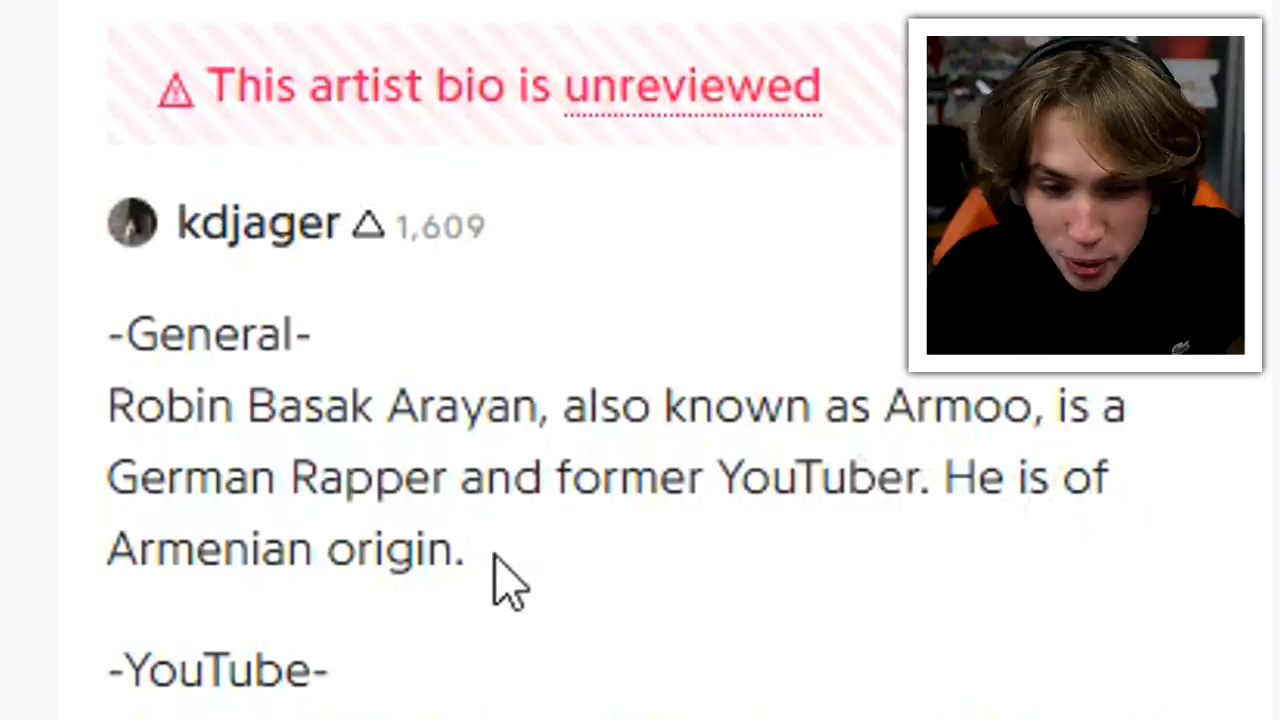 This artist bio is unreviewed
kdjager 1,609
-General-
Robin Basak Arayan, also known as Armoo, is a
German Rapper and former YouTuber. He is of
Armenian origin.
-YouTube-